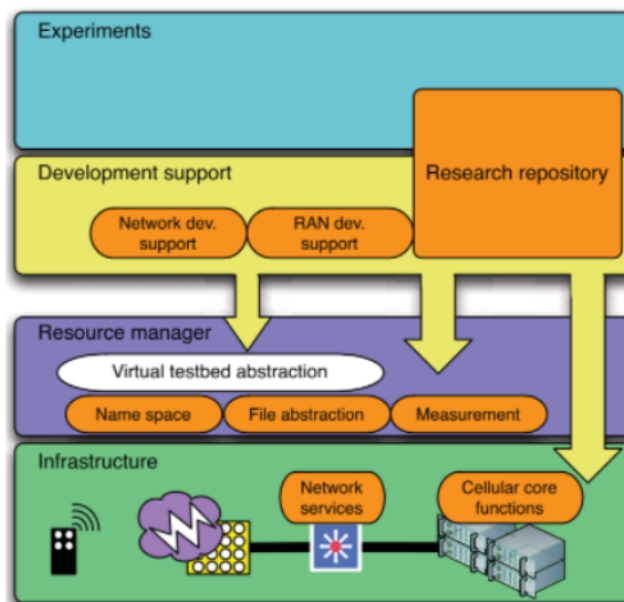 Experiments
Development support
Research repository
Network dev.
support
RAN dev.
support
Resource manager
Virtual testbed abstraction
Name space
File abstraction
Measurement
Infrastructure
Network
services
Cellular core
functions